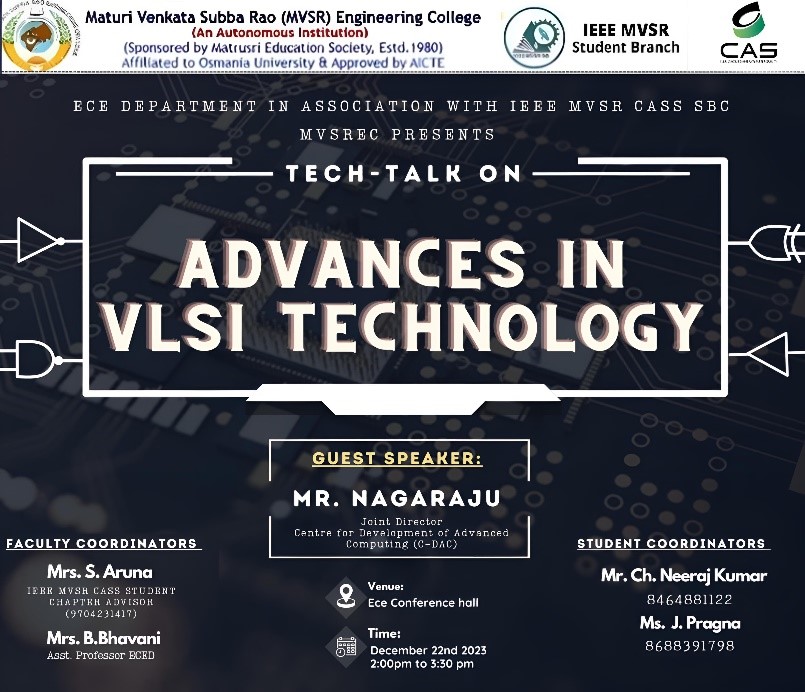 Maturi Venkata Subba Rao (MVSR) Engineering College
(An Autonomous Institution)
(Sponsored by Matrusri Education Society, Estd.1980)
Affiliated to Osmania University & Approved by AICTE
IEEE MVSR
Student Branch
CAS
ECE DEPARTMENT IN ASSOCIATION WITH IEEE MVSR CASS SBC
MVSREC PRESENTS
TECH-TALK ON
ADVANCES IN
VLSI TECHNOLOGY
GUEST SPEAKER:
MR. NAGARAJU
Joint Director
Centre for Development of Advanced
Computing (C-DAC)
FACULTY COORDINATORS
Mrs. S. Aruna
IEEE MVSR CASS STUDENT
CHAPTER ADVISOR
(9704231417)
Mrs. B.Bhavani
Asst. Professor ECED
Venue:
Ece Conference hall
Time:
December 22nd 2023
2:00pm to 3:30 pm
STUDENT COORDINATORS
Mr. Ch. Neeraj Kumar
8464881122
Ms. J. Pragna
8688391798